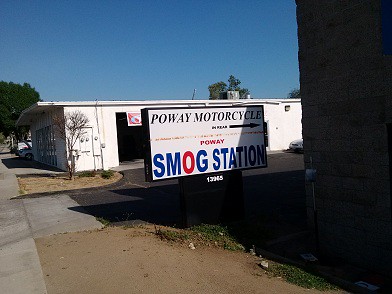 POWAY MOTORCYCLE
IN REAR
POWAY
SMOG STATION
13965